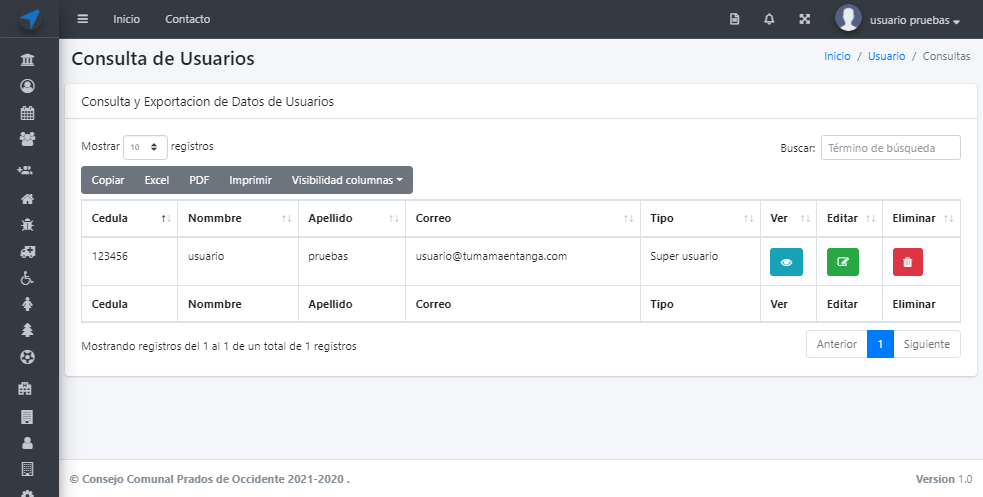 Inicio Contacto usuario pruebas
Consulta de Usuarios Inicio / Usuario / Consultas
Consulta y Exportacion de Datos de Usuarios
Mostrar 10 registros Buscar: Término de búsqueda
Copiar Excel PDF Imprimir Visibilidad columnas
Cedula Nommbre Apellido Correo Tipo Ver Editar Eliminar
123456 usuario pruebas usuario@tumamaentanga.com Super usuario
Cedula Nommbre Apellido Correo Tipo Ver Editar Eliminar
Mostrando registros del 1 al 1 de un total de 1 registros Anterior 1 Siguiente
© Consejo Comunal Prados de Occidente 2021-2020 . Version 1.0